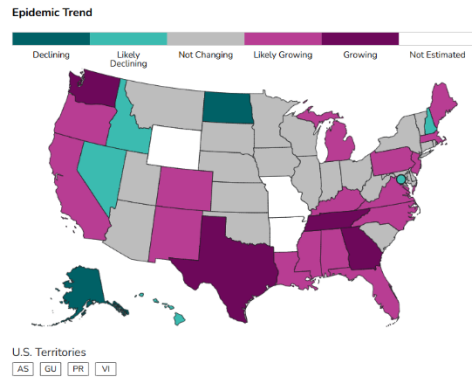 Epidemic Trend
Declining
Likely Declining
Not Changing
Likely Growing
Growing
Not Estimated
U.S. Territories
AS GU PR VI